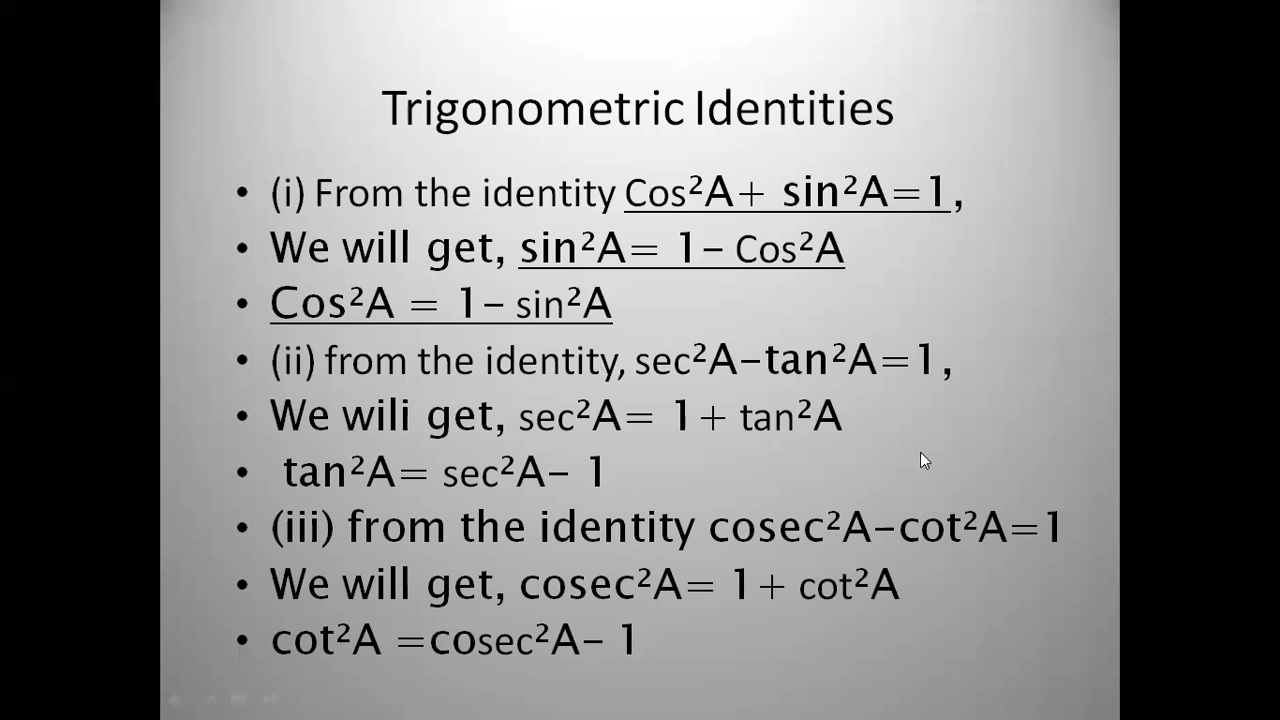 Trigonometric Identities
• (i) From the identity Cos²A+ sin²A=1,
• We will get, sin²A= 1– Cos²A
• Cos²A = 1– sin²A
• (ii) from the identity, sec²A–tan²A=1,
• We wili get, sec²A= 1+ tan²A
• tan²A= sec²A– 1
• (iii) from the identity cosec²A–cot²A=1
• We will get, cosec²A= 1+ cot²A
• cot²A =cosec²A– 1